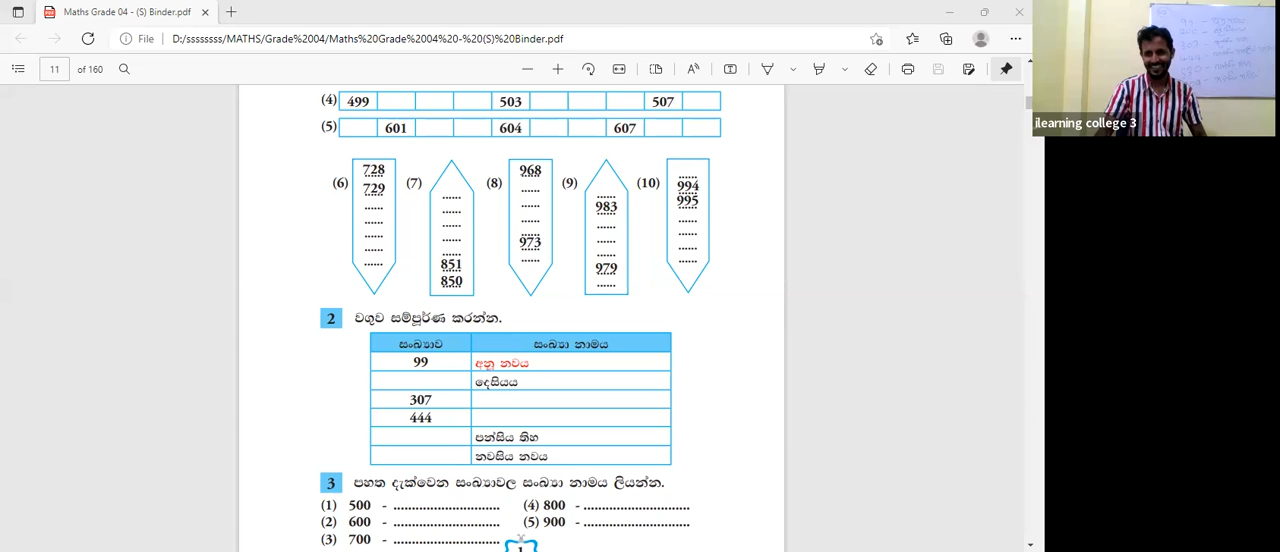 Maths Grade 04 - (S) Binder.pdf
File D:/sssssssss/MATHS/Grade%2004/Maths%20Grade%2004%20-%20(S)%20Binder.pdf
11 of 160
(4) 499 503 507
(5) 601 604 607
(6) 728 729 ...... ...... ...... ...... ......
(7) ...... ...... ...... ...... ...... 851 850
(8) 968 ...... ...... ...... 973 ......
(9) ...... 983 ...... ...... ...... 979 ......
(10) ...... 994 995 ...... ...... ...... ......
ilearning college 3
2 වගුව සම්පූර්ණ කරන්න.
සංඛ්‍යාව සංඛ්‍යා නාමය
99 අනූ නවය
දෙසියය
307
444
පන්සිය තිහ
නවසිය නවය
3 පහත දැක්වෙන සංඛ්‍යාවල සංඛ්‍යා නාමය ලියන්න.
(1) 500 - ............................ (4) 800 - ............................
(2) 600 - ............................ (5) 900 - ............................
(3) 700 - ............................
1